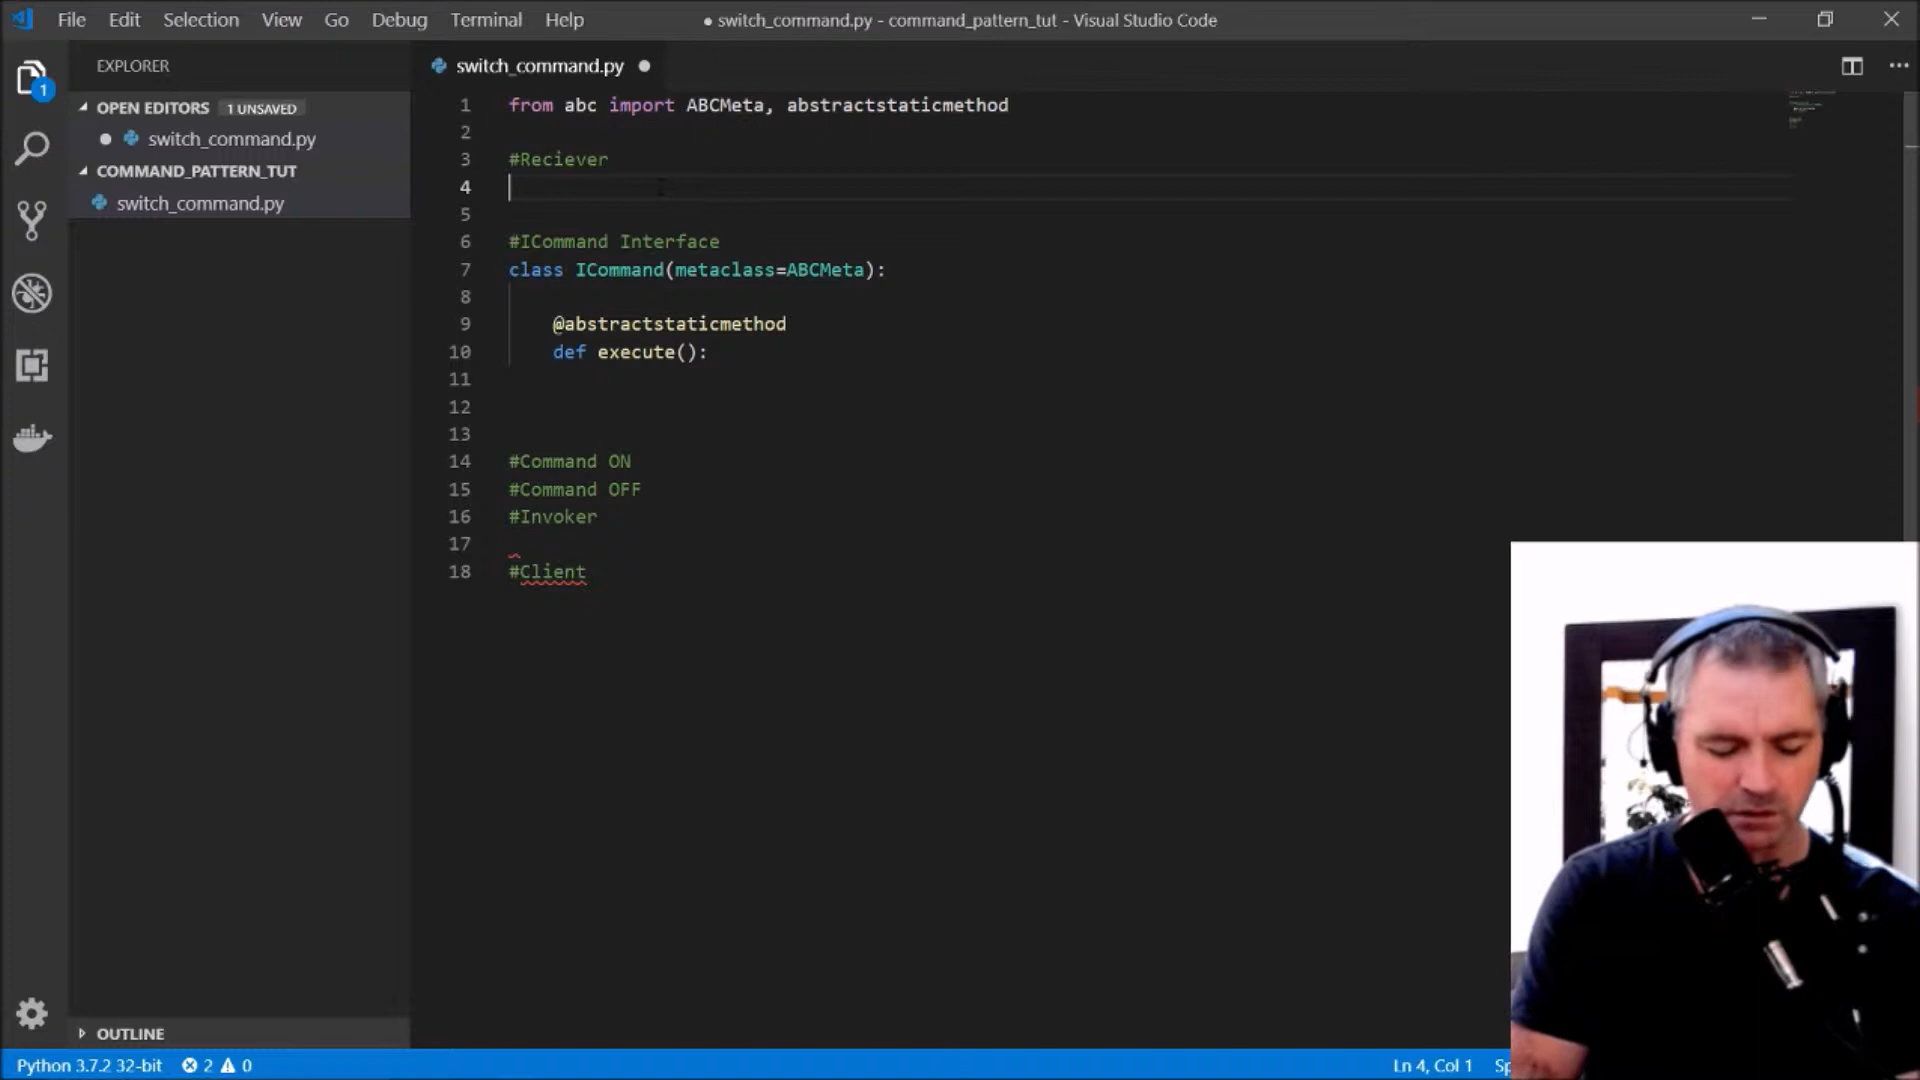 File Edit Selection View Go Debug Terminal Help
● switch_command.py - command_pattern_tut - Visual Studio Code
EXPLORER
1
OPEN EDITORS 1 UNSAVED
switch_command.py
COMMAND_PATTERN_TUT
switch_command.py
switch_command.py
1 from abc import ABCMeta, abstractstaticmethod
2
3 #Reciever
4
5
6 #ICommand Interface
7 class ICommand(metaclass=ABCMeta):
8
9 @abstractstaticmethod
10 def execute():
11
12
13
14 #Command ON
15 #Command OFF
16 #Invoker
17
18 #Client
OUTLINE
Python 3.7.2 32-bit 2 0
Ln 4, Col 1 Sp